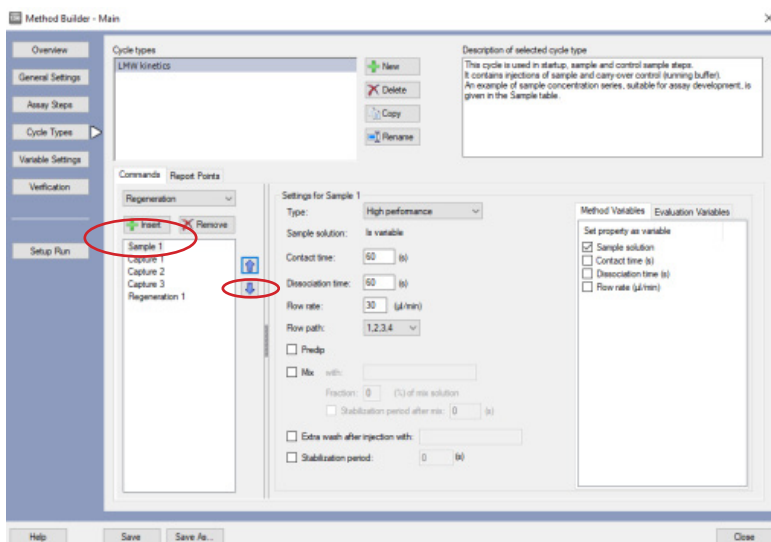 Method Builder - Main
Overview
General Settings
Assay Steps
Cycle Types
Variable Settings
Verification
Setup Run
Cycle types
LMW kinetics
New
Delete
Copy
Rename
Description of selected cycle type
This cycle is used in startup, sample and control sample steps.
It contains injections of sample and carry-over control (running buffer).
An example of sample concentration series, suitable for assay development, is
given in the Sample table.
Commands Report Points
Regeneration
Insert Remove
Sample 1
Capture 1
Capture 2
Capture 3
Regeneration 1
Settings for Sample 1
Type: High performance
Sample solution: Is variable
Contact time: 60 (s)
Dissociation time: 60 (s)
Flow rate: 30 (µl/min)
Flow path: 1,2,3,4
Predip
Mix with:
Fraction: 0 (%) of mix solution
Stabilization period after mix: 0 (s)
Extra wash after injection with:
Stabilization period: 0 (s)
Method Variables Evaluation Variables
Set property as variable
Sample solution
Contact time (s)
Dissociation time (s)
Flow rate (µl/min)
Help Save Save As... Close